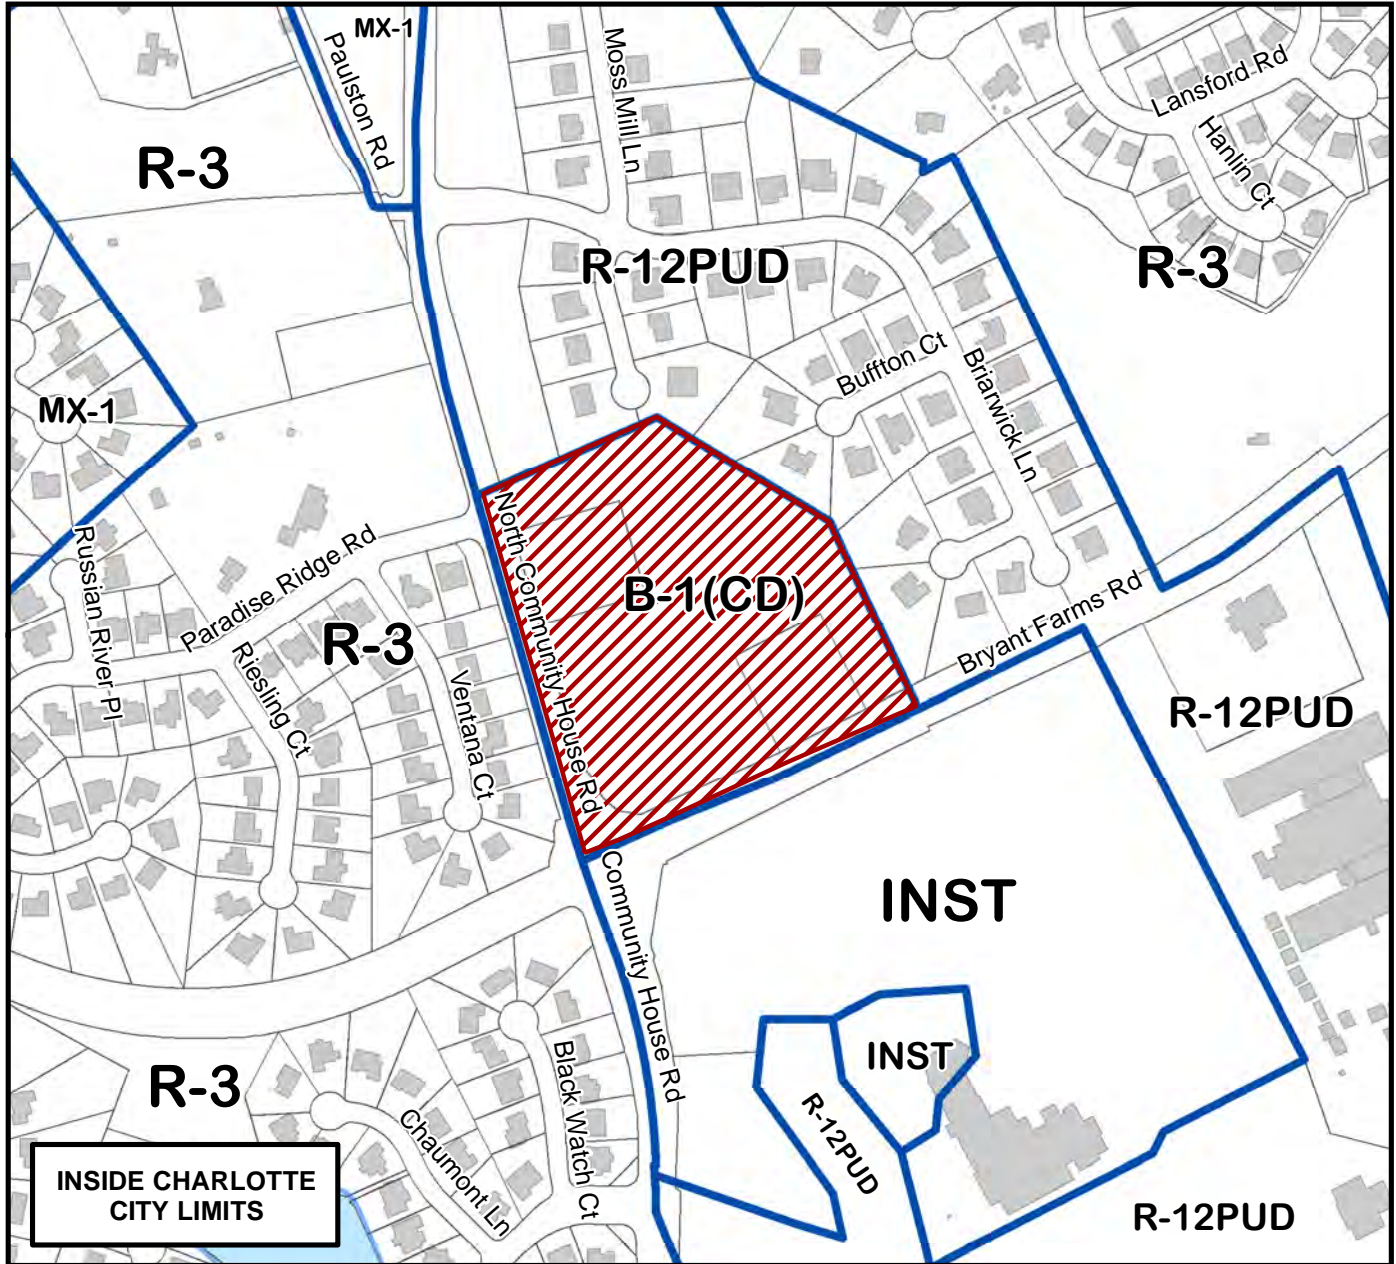 MX-1
Paulston Rd
Moss Mill Ln
Lansford Rd
Hanlin Ct
R-3
R-12PUD
R-3
Buffton Ct
Briarwick Ln
MX-1
North Community House Rd
Russian River Pl
Paradise Ridge Rd
B-1(CD)
Riesling Ct
R-3
Ventana Ct
Bryant Farms Rd
R-12PUD
INST
Community House Rd
INST
R-3
Black Watch Ct
Chaumont Ln
R-12PUD
INSIDE CHARLOTTE
CITY LIMITS
R-12PUD